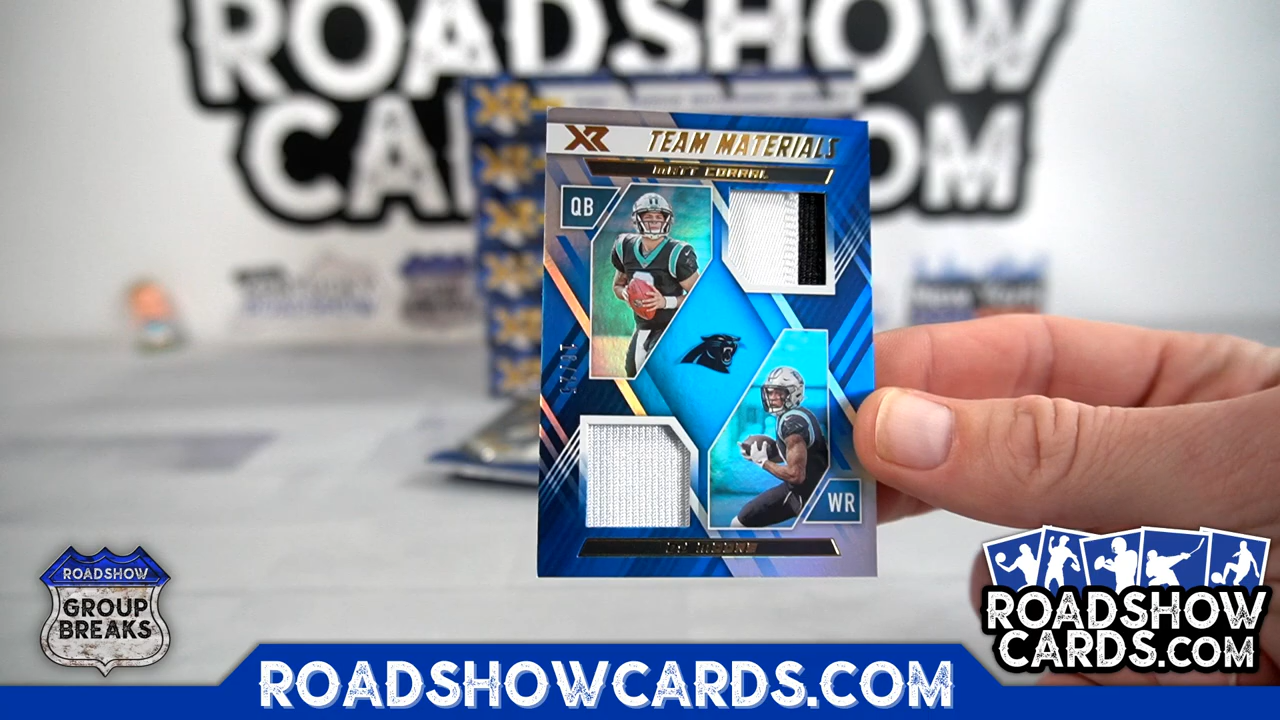 ROADSHOW
CARDS.COM
XR
TEAM MATERIALS
MATT CORRAL
QB
WR
ROADSHOW
GROUP
BREAKS
ROADSHOWCARDS.COM
ROADSHOW
CARDS.COM